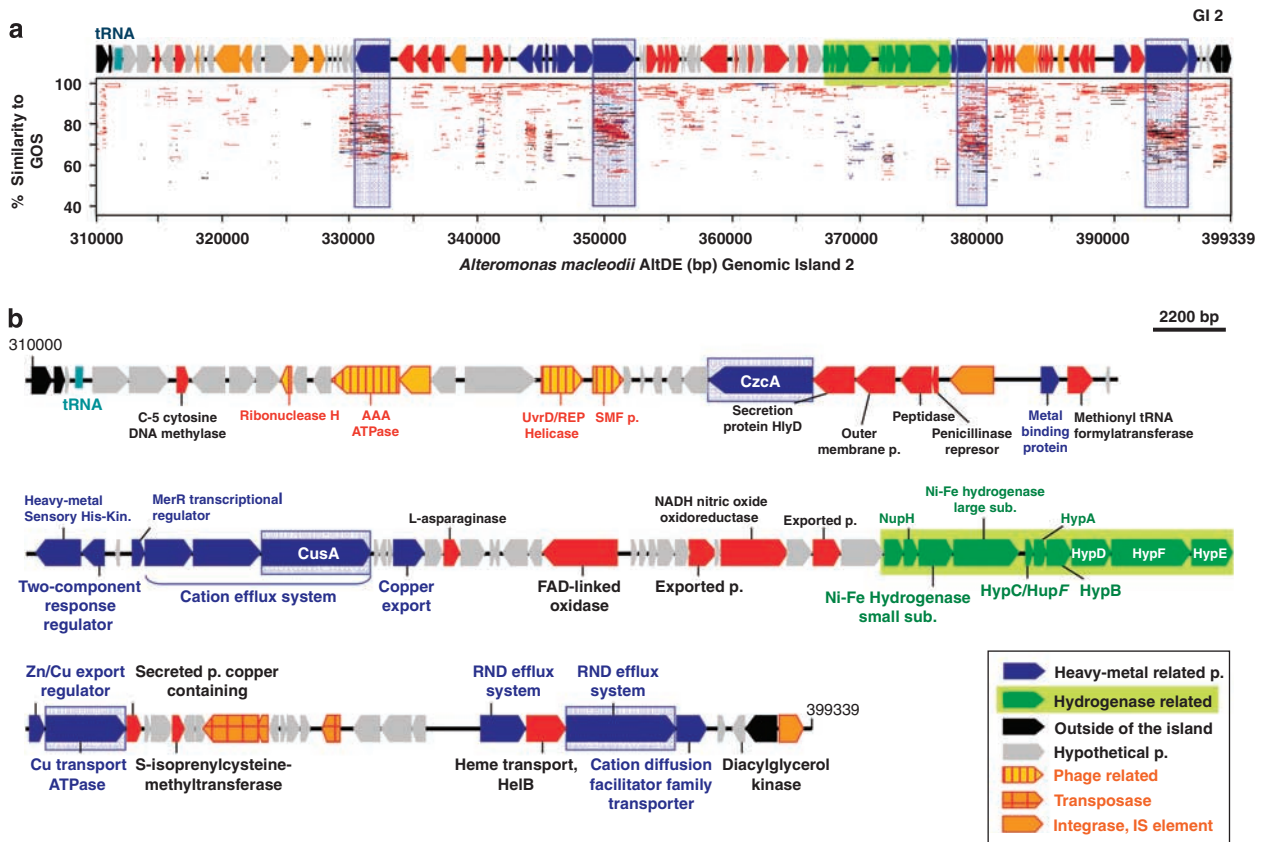 a
GI 2
tRNA
% Similarity to
GOS
100
80
60
40
310000 320000 330000 340000 350000 360000 370000 380000 390000 399339
Alteromonas macleodii AltDE (bp) Genomic Island 2
b
2200 bp
310000
tRNA
C-5 cytosine
DNA methylase
Ribonuclease H
AAA
ATPase
UvrD/REP
Helicase
SMF p.
CzcA
Secretion
protein HlyD
Outer
membrane p.
Peptidase
Penicillinase
represor
Metal
binding
protein
Methionyl tRNA
formylatransferase
Heavy-metal
Sensory His-Kin.
MerR transcriptional
regulator
Two-component
response
regulator
CusA
Cation efflux system
Copper
export
L-asparaginase
FAD-linked
oxidase
NADH nitric oxide
oxidoreductase
Exported p.
Exported p.
NupH
Ni-Fe hydrogenase
large sub.
HypA
HypD
HypF
HypE
Ni-Fe Hydrogenase
small sub.
HypC/HupF
HypB
Zn/Cu export
regulator
Secreted p. copper
containing
Cu transport
ATPase
S-isoprenylcysteine-
methyltransferase
RND efflux
system
RND efflux
system
399339
Heme transport,
HelB
Cation diffusion
facilitator family
transporter
Diacylglycerol
kinase
Heavy-metal related p.
Hydrogenase related
Outside of the island
Hypothetical p.
Phage related
Transposase
Integrase, IS element